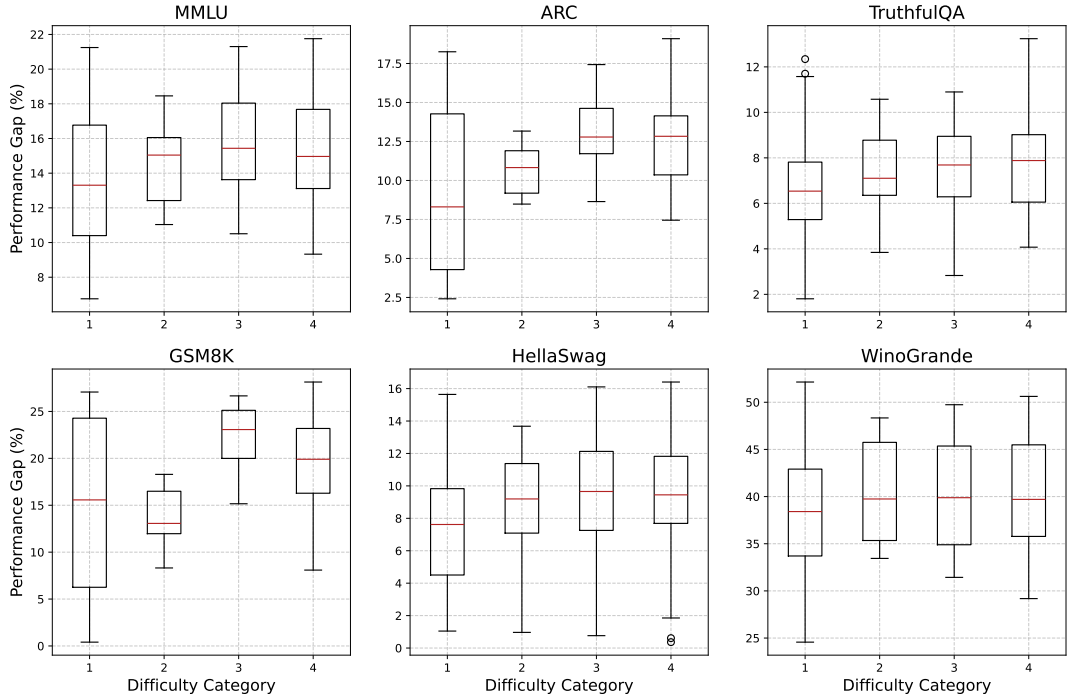 MMLU
Performance Gap (%)
22
20
18
16
14
12
10
8
1 2 3 4
ARC
17.5
15.0
12.5
10.0
7.5
5.0
2.5
1 2 3 4
TruthfulQA
12
10
8
6
4
2
1 2 3 4
GSM8K
Performance Gap (%)
25
20
15
10
5
0
1 2 3 4
Difficulty Category
HellaSwag
16
14
12
10
8
6
4
2
0
1 2 3 4
Difficulty Category
WinoGrande
50
45
40
35
30
25
1 2 3 4
Difficulty Category